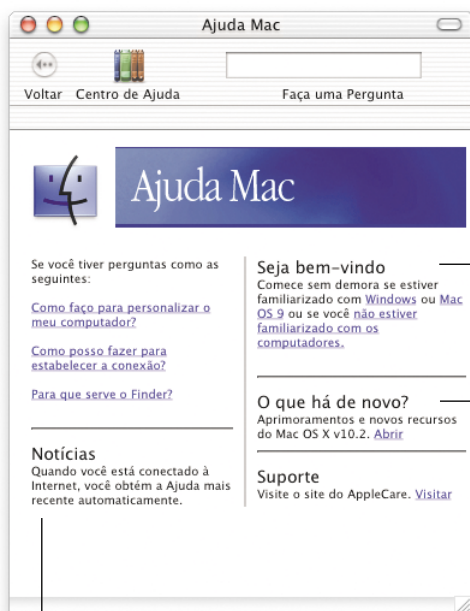 Ajuda Mac
Voltar
Centro de Ajuda
Faça uma Pergunta
Ajuda Mac
Se você tiver perguntas como as
seguintes:
Como faço para personalizar o
meu computador?
Como posso fazer para
estabelecer a conexão?
Para que serve o Finder?
Notícias
Quando você está conectado à
Internet, você obtém a Ajuda mais
recente automaticamente.
Seja bem-vindo
Comece sem demora se estiver
familiarizado com Windows ou Mac
OS 9 ou se você não estiver
familiarizado com os
computadores.
O que há de novo?
Aprimoramentos e novos recursos
do Mac OS X v10.2. Abrir
Suporte
Visite o site do AppleCare. Visitar